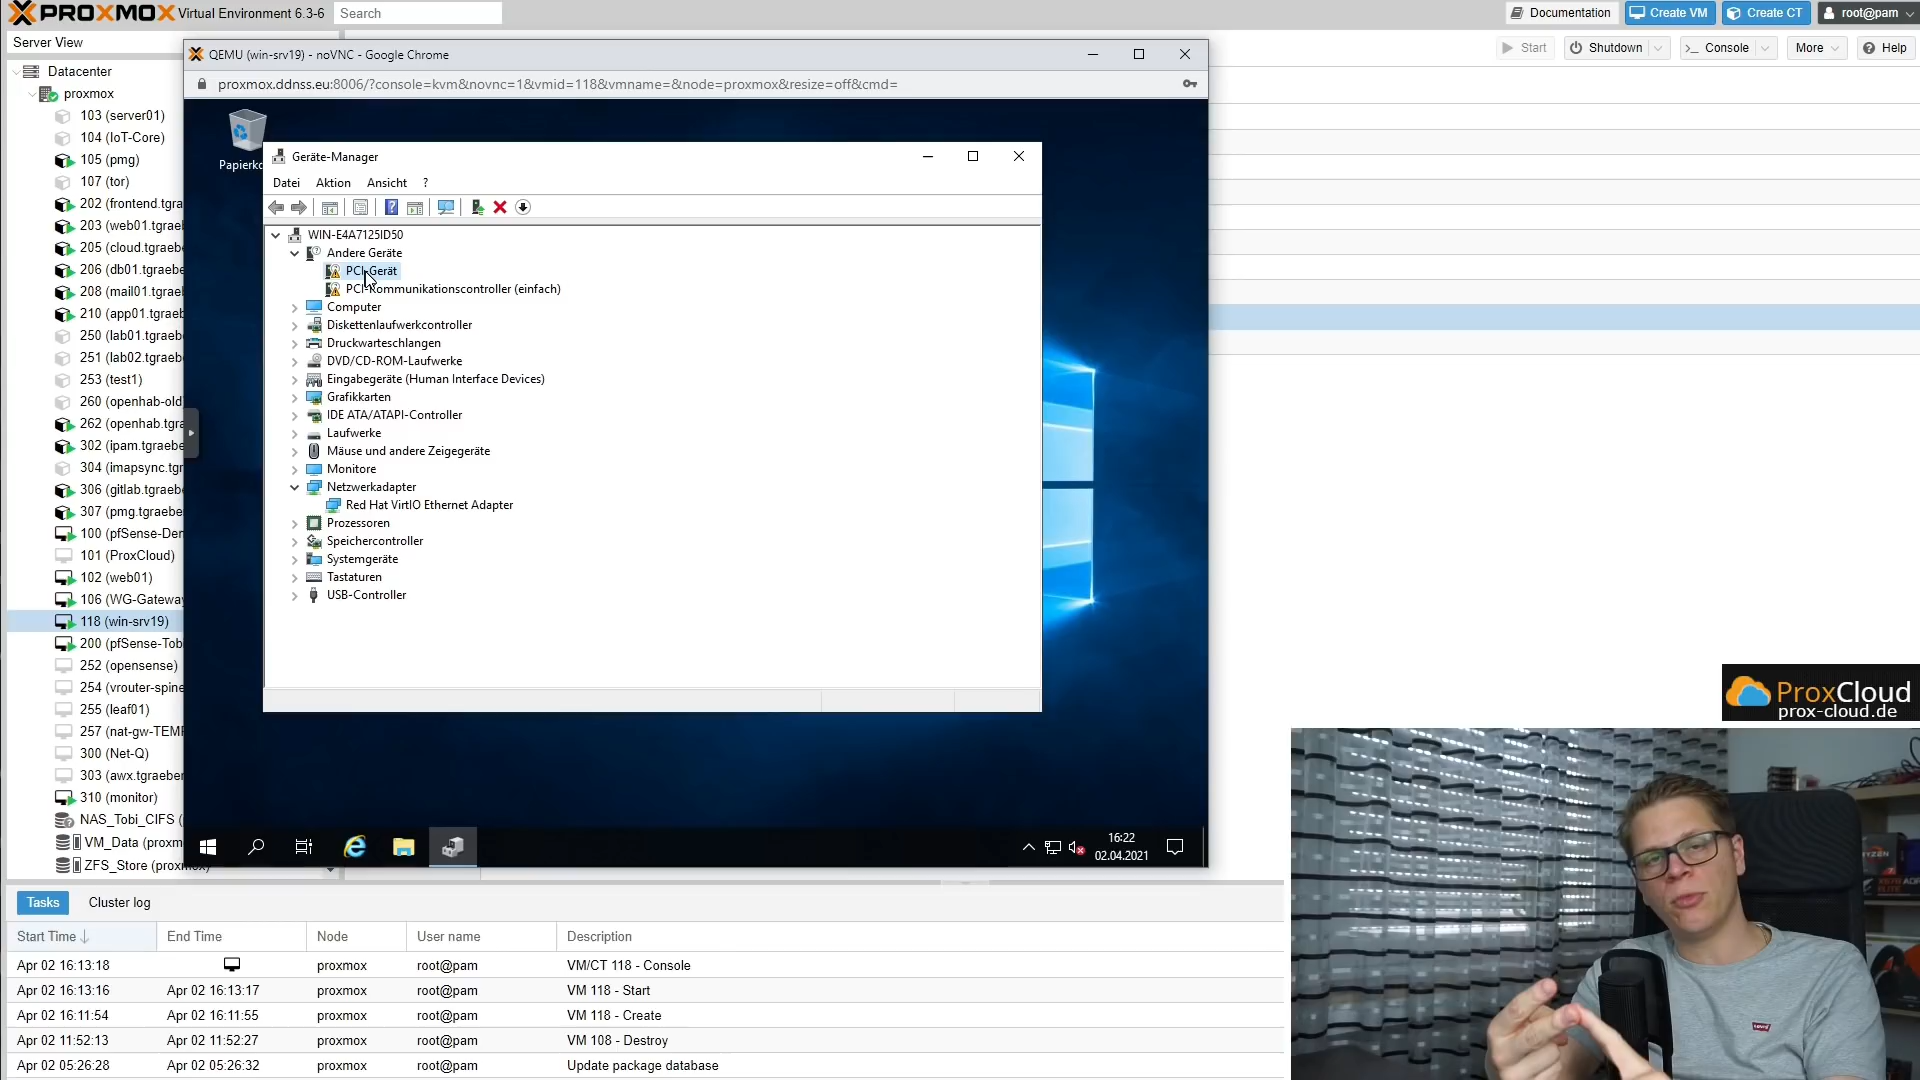 PROXMOX Virtual Environment 6.3-6
Search
Documentation
Create VM
Create CT
root@pam
Server View
Start
Shutdown
Console
More
Help
QEMU (win-srv19) - noVNC - Google Chrome
proxmox.ddnss.eu:8006/?console=kvm&novnc=1&vmid=118&vmname=&node=proxmox&resize=off&cmd=
Datacenter
proxmox
103 (server01)
104 (IoT-Core)
105 (pmg)
107 (tor)
202 (frontend.tgra
203 (web01.tgraeb
205 (cloud.tgraeb
206 (db01.tgraebe
208 (mail01.tgraeb
210 (app01.tgraeb
250 (lab01.tgraebe
251 (lab02.tgraebe
253 (test1)
260 (openhab-old
262 (openhab.tgra
302 (ipam.tgraebe
304 (imapsync.tgr
306 (gitlab.tgraebe
307 (pmg.tgraeber
100 (pfSense-Der
101 (ProxCloud)
102 (web01)
106 (WG-Gateway
118 (win-srv19)
200 (pfSense-Tobi
252 (opensense)
254 (vrouter-spine
255 (leaf01)
257 (nat-gw-TEMF
300 (Net-Q)
303 (awx.tgraeber
310 (monitor)
NAS_Tobi_CIFS (
VM_Data (proxm
ZFS_Store (proxmox)
Geräte-Manager
Datei
Aktion
Ansicht
?
WIN-E4A7125ID50
Andere Geräte
PCI-Gerät
PCI-Kommunikationscontroller (einfach)
Computer
Diskettenlaufwerkcontroller
Druckwarteschlangen
DVD/CD-ROM-Laufwerke
Eingabegeräte (Human Interface Devices)
Grafikkarten
IDE ATA/ATAPI-Controller
Laufwerke
Mäuse und andere Zeigegeräte
Monitore
Netzwerkadapter
Red Hat VirtIO Ethernet Adapter
Prozessoren
Speichercontroller
Systemgeräte
Tastaturen
USB-Controller
16:22
02.04.2021
ProxCloud
prox-cloud.de
Tasks
Cluster log
Start Time
End Time
Node
User name
Description
Apr 02 16:13:18 proxmox root@pam VM/CT 118 - Console
Apr 02 16:13:16 Apr 02 16:13:17 proxmox root@pam VM 118 - Start
Apr 02 16:11:54 Apr 02 16:11:55 proxmox root@pam VM 118 - Create
Apr 02 11:52:13 Apr 02 11:52:27 proxmox root@pam VM 108 - Destroy
Apr 02 05:26:28 Apr 02 05:26:32 proxmox root@pam Update package database